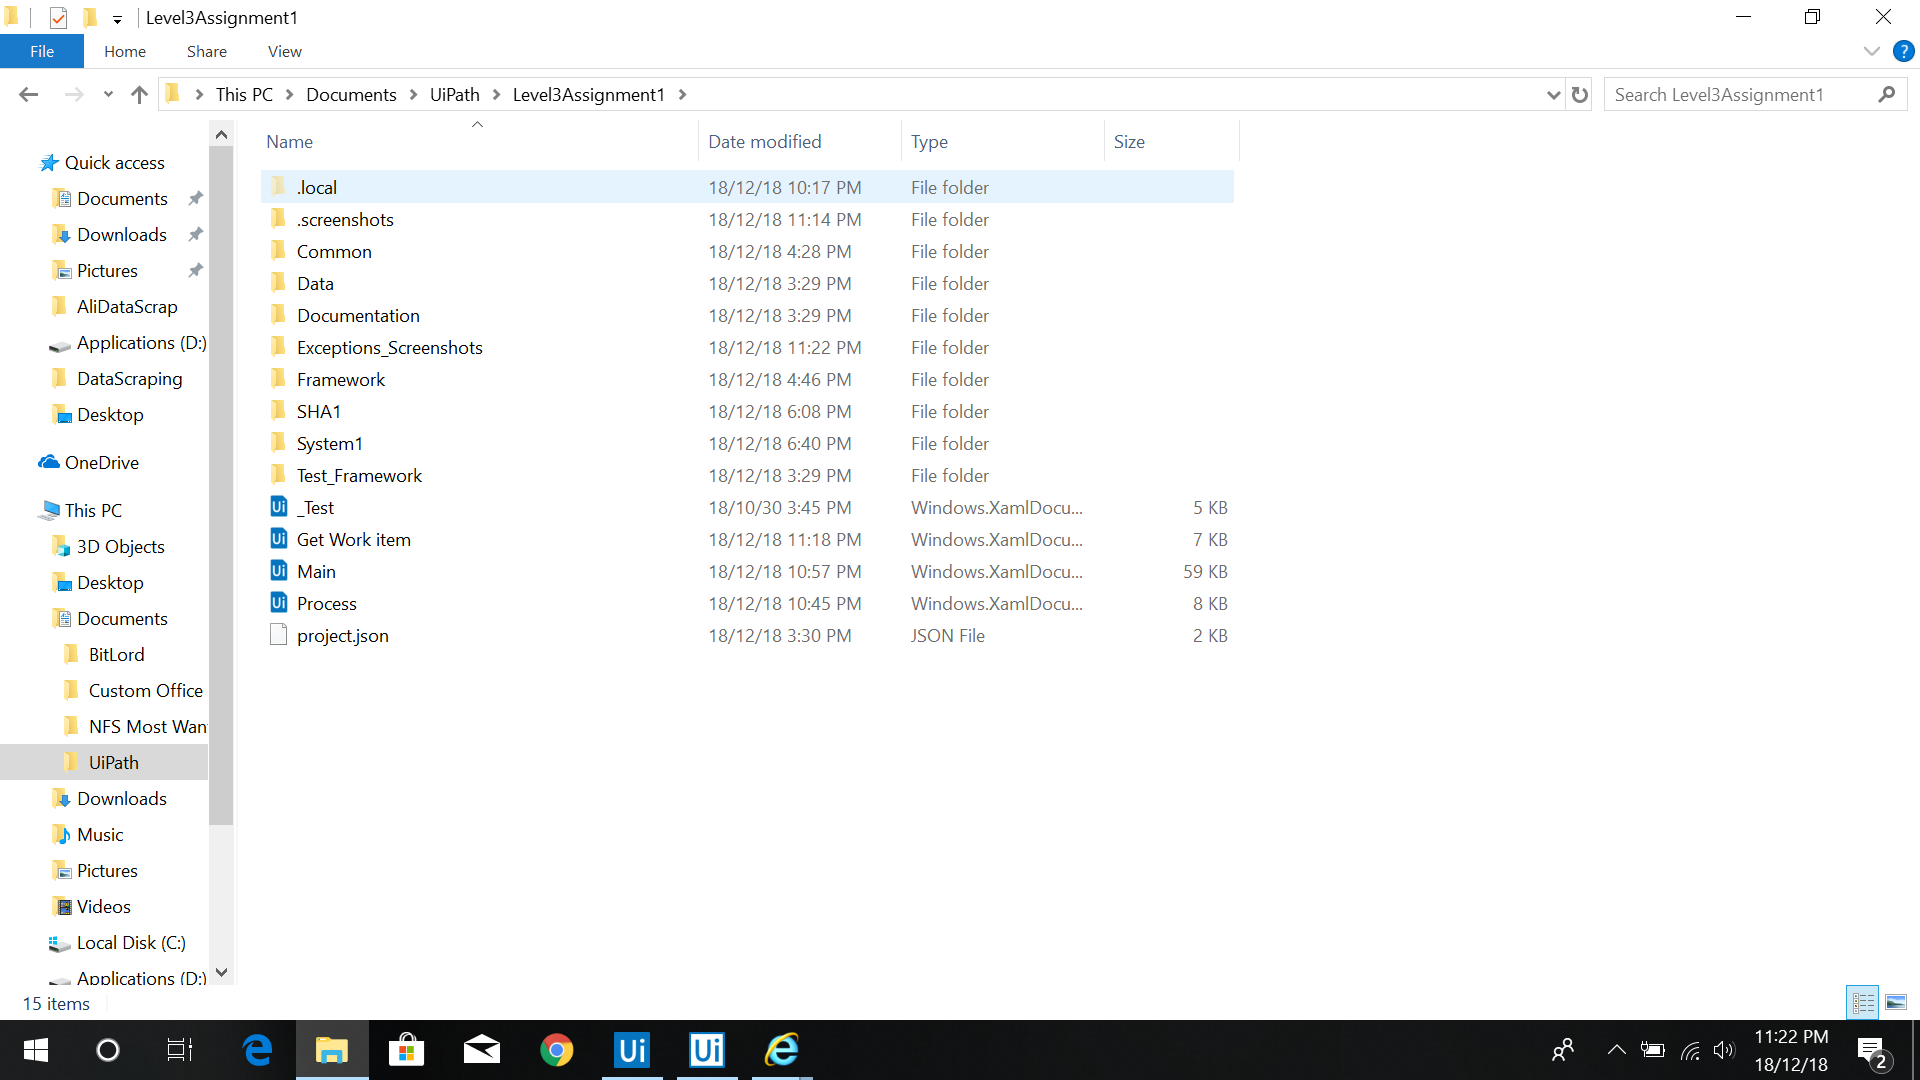 Level3Assignment1
File Home Share View
This PC Documents UiPath Level3Assignment1 Search Level3Assignment1
Name Date modified Type Size
.local 18/12/18 10:17 PM File folder
.screenshots 18/12/18 11:14 PM File folder
Common 18/12/18 4:28 PM File folder
Data 18/12/18 3:29 PM File folder
Documentation 18/12/18 3:29 PM File folder
Exceptions_Screenshots 18/12/18 11:22 PM File folder
Framework 18/12/18 4:46 PM File folder
SHA1 18/12/18 6:08 PM File folder
System1 18/12/18 6:40 PM File folder
Test_Framework 18/12/18 3:29 PM File folder
_Test 18/10/30 3:45 PM Windows.XamlDocu... 5 KB
Get Work item 18/12/18 11:18 PM Windows.XamlDocu... 7 KB
Main 18/12/18 10:57 PM Windows.XamlDocu... 59 KB
Process 18/12/18 10:45 PM Windows.XamlDocu... 8 KB
project.json 18/12/18 3:30 PM JSON File 2 KB
Quick access
Documents
Downloads
Pictures
AliDataScrap
Applications (D:)
DataScraping
Desktop
OneDrive
This PC
3D Objects
Desktop
Documents
BitLord
Custom Office
NFS Most Wan
UiPath
Downloads
Music
Pictures
Videos
Local Disk (C:)
Applications (D:)
15 items
Ui Ui
11:22 PM
18/12/18
2